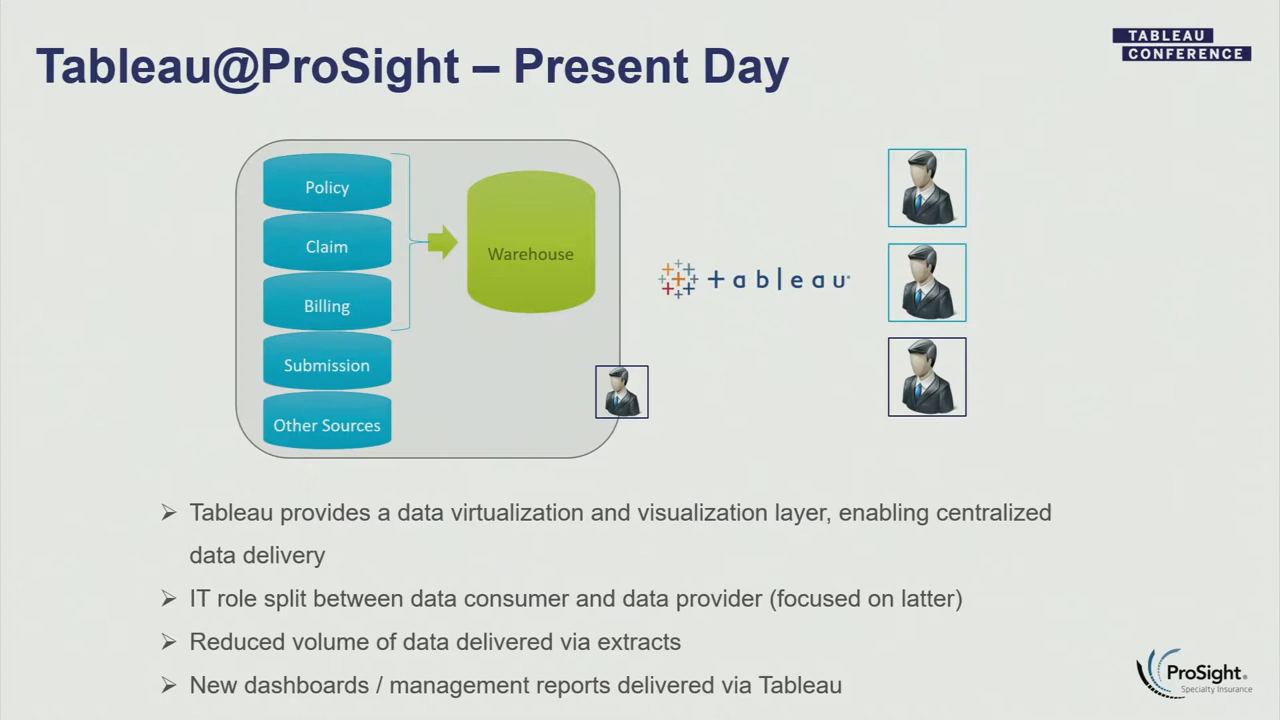 Tableau@ProSight – Present Day
TABLEAU
CONFERENCE
Policy
Claim
Billing
Submission
Other Sources
Warehouse
tableau®
➢ Tableau provides a data virtualization and visualization layer, enabling centralized
data delivery
➢ IT role split between data consumer and data provider (focused on latter)
➢ Reduced volume of data delivered via extracts
➢ New dashboards / management reports delivered via Tableau
ProSight®
Specialty Insurance